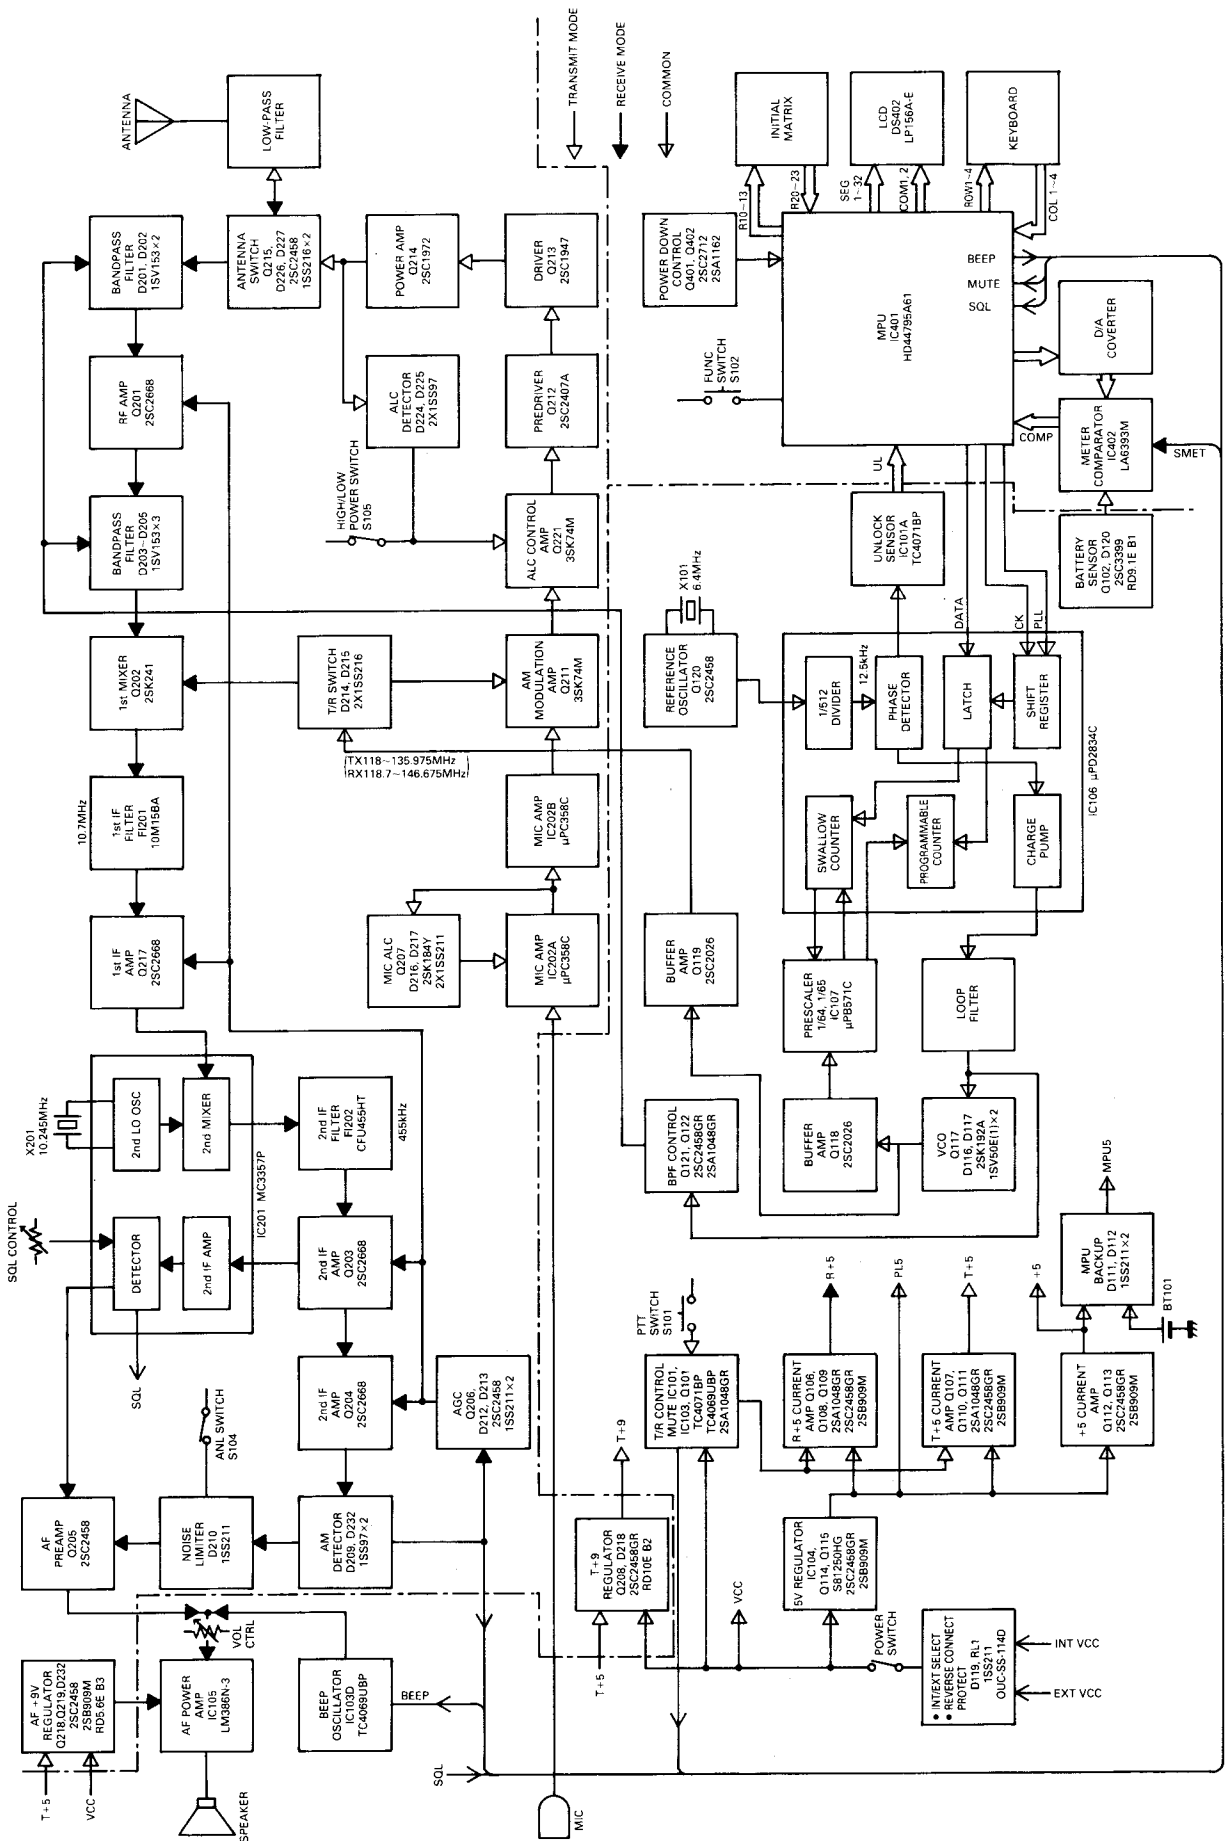 ANTENNA
LOW-PASS
FILTER
BANDPASS
FILTER
D201, D202
1SV153×2
ANTENNA
SWITCH
Q215,
D226, D227
2SC2458
1SS216×2
POWER AMP
Q214
2SC1972
DRIVER
Q213
2SC1947
TRANSMIT MODE
RECEIVE MODE
COMMON
RF AMP
Q201
2SC2668
ALC
DETECTOR
D224, D225
2X1SS97
PREDRIVER
Q212
2SC2407A
HIGH/LOW
POWER SWITCH
S105
BANDPASS
FILTER
D203~D205
1SV153×3
ALC CONTROL
AMP
Q221
3SK74M
1st MIXER
Q202
2SK241
T/R SWITCH
D214, D215
2X1SS216
AM
MODULATION
AMP
Q211
3SK74M
(TX118~135.975MHz
RX118.7~146.675MHz)
10.7MHz
1st IF
FILTER
FI201
10M15BA
MIC AMP
IC202B
μPC358C
1st IF
AMP
Q217
2SC2668
MIC ALC
Q207
D216, D217
2SK184Y
2X1SS211
MIC AMP
IC202A
μPC358C
X201
10.245MHz
2nd LO OSC
2nd MIXER
IC201 MC3357P
2nd IF
FILTER
FI202
CFU455HT
455kHz
SQL CONTROL
DETECTOR
2nd IF AMP
2nd IF
AMP
Q203
2SC2668
SQL
2nd IF
AMP
Q204
2SC2668
AGC
Q206,
D212, D213
2SC2458
1SS211×2
ANL SWITCH
S104
AF
PREAMP
Q205
2SC2458
NOISE
LIMITER
D210
1SS211
AM
DETECTOR
D209, D232
1SS97×2
VOL
CTRL
AF +9V
REGULATOR
Q218,Q219,D232
2SC2458
2SB909M
RD5.6E B3
AF POWER
AMP
IC105
LM386N-3
BEEP
OSCILLATOR
IC103D
TC4069UBP
BEEP
T+5
VCC
SPEAKER
SQL
MIC
INITIAL
MATRIX
LCD
DS402
LP156A-E
KEYBOARD
R10~13
R20~23
SEG
1~32
COM1, 2
ROW1~4
COL 1~4
POWER DOWN
CONTROL
Q401, Q402
2SC2712
2SA1162
MPU
IC401
HD44795A61
BEEP
MUTE
SQL
FUNC
SWITCH
S102
D/A
COVERTER
COMP
METER
COMPARATOR
IC402
LA6393M
SMET
UL
UNLOCK
SENSOR
IC101A
TC4071BP
BATTERY
SENSOR
Q102, D120
2SC3399
RD9.1E B1
X101
6.4MHz
DATA
CK
PLL
REFERENCE
OSCILLATOR
Q120
2SC2458
1/512
DIVIDER
12.5kHz
PHASE
DETECTOR
LATCH
SHIFT
REGISTER
IC106 μPD2834C
SWALLOW
COUNTER
PROGRAMMABLE
COUNTER
CHARGE
PUMP
BUFFER
AMP
Q119
2SC2026
PRESCALER
1/64, 1/65
IC107
μPB571C
LOOP
FILTER
BPF CONTROL
Q121, Q122
2SC2458GR
2SA1048GR
BUFFER
AMP
Q118
2SC2026
VCO
Q117
D116, D117
2SK192A
1SV50E(1)×2
MPU5
PTT
SWITCH
S101
R+5
PL5
T+5
+5
MPU
BACKUP
D111, D112
1SS211×2
BT101
T+9
T/R CONTROL
MUTE IC101,
IC103, Q101
TC4071BP
TC4069UBP
2SA1048GR
R+5 CURRENT
AMP Q106,
Q108, Q109
2SA1048GR
2SC2458GR
2SB909M
T+5 CURRENT
AMP Q107,
Q110, Q111
2SA1048GR
2SC2458GR
2SB909M
+5 CURRENT
AMP
Q112, Q113
2SC2458GR
2SB909M
T+9
REGULATOR
Q208, D218
2SC2458GR
RD10E B2
VCC
5V REGULATOR
IC104,
Q114, Q115
S81250HG
2SC2458GR
2SB909M
T+5
POWER
SWITCH
• INT/EXT SELECT
• REVERSE CONNECT
PROTECT
D119, RL1
1SS211
OUC-SS-114D
INT VCC
EXT VCC